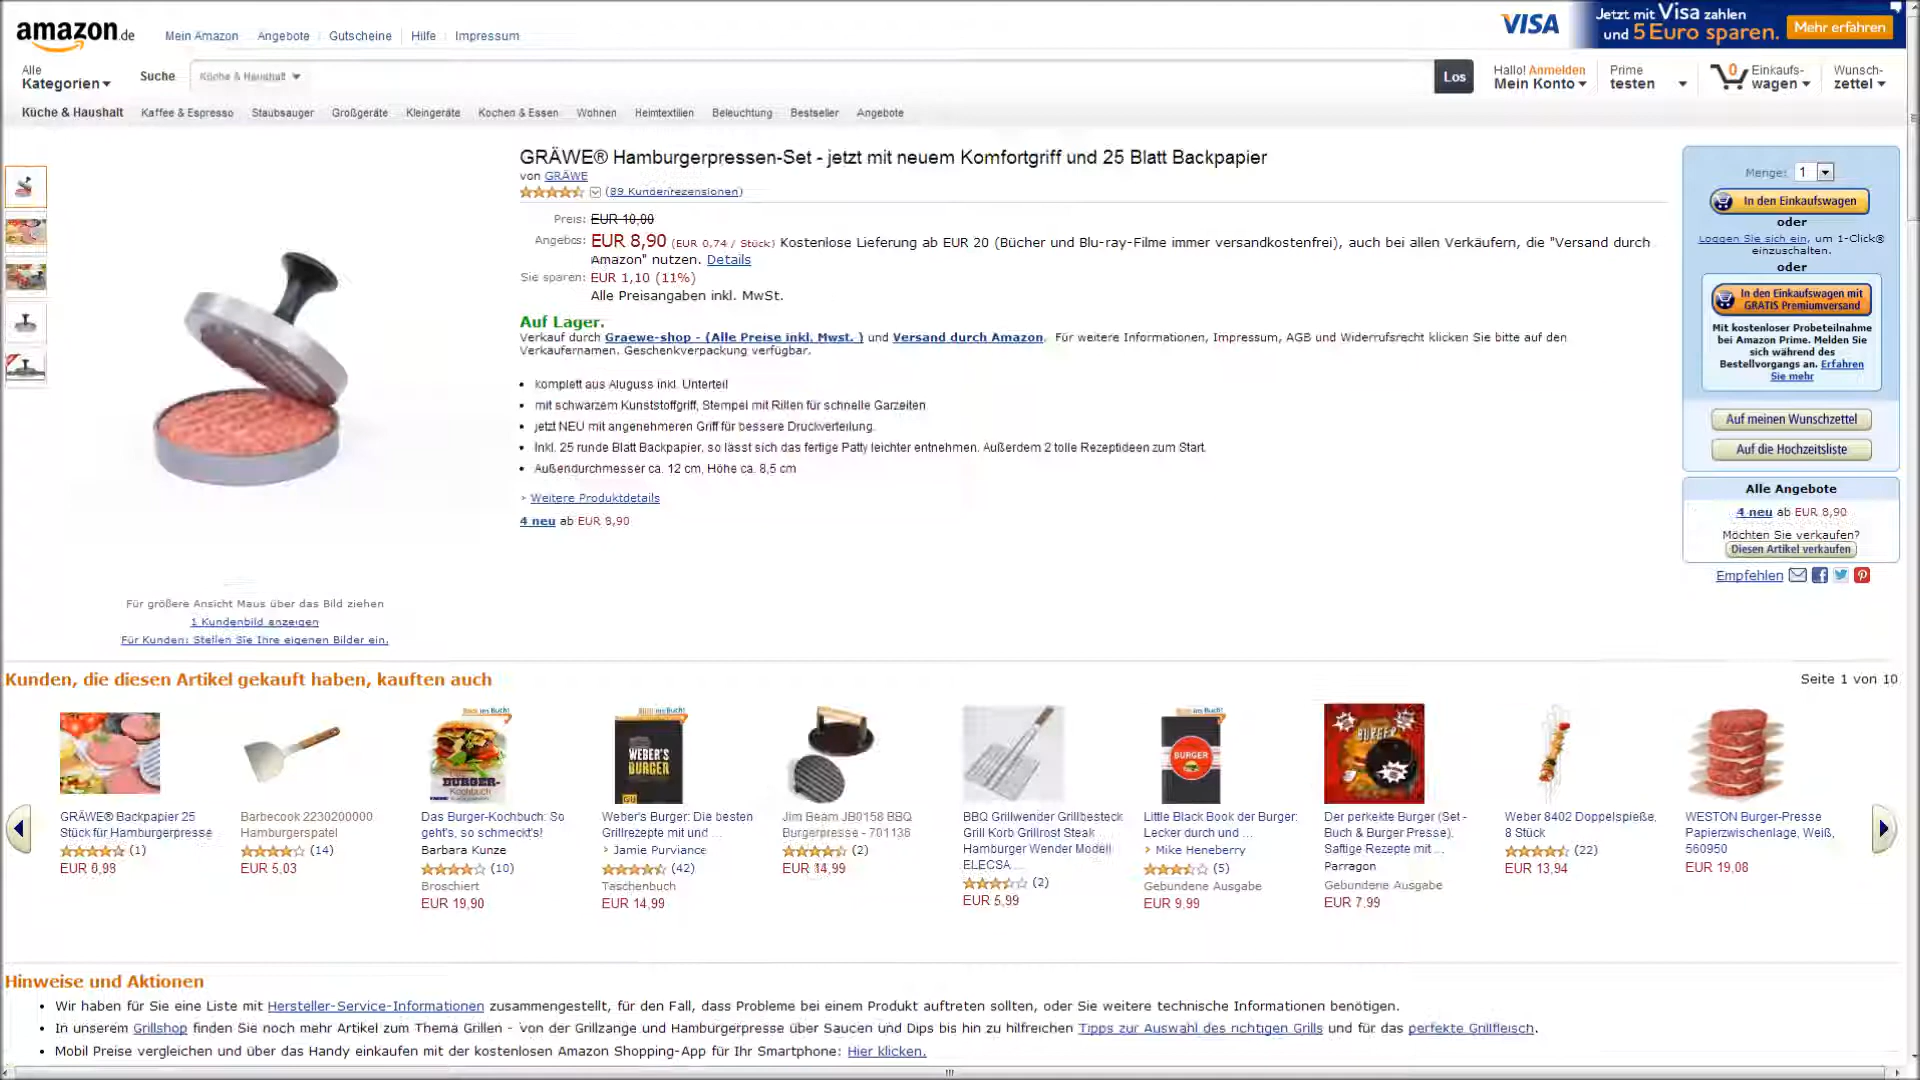 amazon.de
Mein Amazon
Angebote
Gutscheine
Hilfe
Impressum
VISA
Jetzt mit Visa zahlen
und 5 Euro sparen.
Mehr erfahren
Alle
Kategorien
Suche
Küche & Haushalt
Los
Hallo! Anmelden
Mein Konto
Prime
testen
0
Einkaufs-
wagen
Wunsch-
zettel
Küche & Haushalt
Kaffee & Espresso
Staubsauger
Großgeräte
Kleingeräte
Kochen & Essen
Wohnen
Heimtextilien
Beleuchtung
Bestseller
Angebote
GRÄWE® Hamburgerpressen-Set - jetzt mit neuem Komfortgriff und 25 Blatt Backpapier
von GRÄWE
(89 Kundenrezensionen)
Preis: EUR 10,00
Angebot: EUR 8,90 (EUR 0,74 / Stück) Kostenlose Lieferung ab EUR 20 (Bücher und Blu-ray-Filme immer versandkostenfrei), auch bei allen Verkäufern, die "Versand durch
Amazon" nutzen. Details
Sie sparen: EUR 1,10 (11%)
Alle Preisangaben inkl. MwSt.
Auf Lager.
Verkauf durch Graewe-shop - (Alle Preise inkl. Mwst. ) und Versand durch Amazon. Für weitere Informationen, Impressum, AGB und Widerrufsrecht klicken Sie bitte auf den
Verkäufernamen. Geschenkverpackung verfügbar.
• komplett aus Aluguss inkl. Unterteil
• mit schwarzem Kunststoffgriff, Stempel mit Rillen für schnelle Garzeiten
• jetzt NEU mit angenehmeren Griff für bessere Druckverteilung.
• Inkl. 25 runde Blatt Backpapier, so lässt sich das fertige Patty leichter entnehmen. Außerdem 2 tolle Rezeptideen zum Start.
• Außendurchmesser ca. 12 cm, Höhe ca. 8,5 cm
› Weitere Produktdetails
4 neu ab EUR 8,90
Menge: 1
In den Einkaufswagen
oder
Loggen Sie sich ein, um 1-Click®
einzuschalten.
oder
In den Einkaufswagen mit
GRATIS Premiumversand
Mit kostenloser Probeteilnahme
bei Amazon Prime. Melden Sie
sich während des
Bestellvorgangs an. Erfahren
Sie mehr
Auf meinen Wunschzettel
Auf die Hochzeitsliste
Alle Angebote
4 neu ab EUR 8,90
Möchten Sie verkaufen?
Diesen Artikel verkaufen
Empfehlen
Für größere Ansicht Maus über das Bild ziehen
1 Kundenbild anzeigen
Für Kunden: Stellen Sie Ihre eigenen Bilder ein.
Kunden, die diesen Artikel gekauft haben, kauften auch
Seite 1 von 10
GRÄWE® Backpapier 25
Stück für Hamburgerpresse
(1)
EUR 0,93
Barbecook 2230200000
Hamburgerspatel
(14)
EUR 5,03
BURGER-
Kochbuch
Das Burger-Kochbuch: So
geht's, so schmeckt's!
Barbara Kunze
(10)
Broschiert
EUR 19,90
WEBER'S
BURGER
GU
Weber's Burger: Die besten
Grillrezepte mit und ...
› Jamie Purviance
(42)
Taschenbuch
EUR 14,99
Jim Beam JB0158 BBQ
Burgerpresse - 701138
(2)
EUR 14,99
BBQ Grillwender Grillbesteck
Grill Korb Grillrost Steak
Hamburger Wender Modell
ELECSA ...
(2)
EUR 5,99
BURGER
Little Black Book der Burger:
Lecker durch und ...
› Mike Heneberry
(5)
Gebundene Ausgabe
EUR 9,99
BURGER
Der perfekte Burger (Set -
Buch & Burger Presse).
Saftige Rezepte mit ...
Parragon
Gebundene Ausgabe
EUR 7,99
Weber 8402 Doppelspieße,
8 Stück
(22)
EUR 13,94
WESTON Burger-Presse
Papierzwischenlage, Weiß,
560950
EUR 19,08
Hinweise und Aktionen
• Wir haben für Sie eine Liste mit Hersteller-Service-Informationen zusammengestellt, für den Fall, dass Probleme bei einem Produkt auftreten sollten, oder Sie weitere technische Informationen benötigen.
• In unserem Grillshop finden Sie noch mehr Artikel zum Thema Grillen - von der Grillzange und Hamburgerpresse über Saucen und Dips bis hin zu hilfreichen Tipps zur Auswahl des richtigen Grills und für das perfekte Grillfleisch.
• Mobil Preise vergleichen und über das Handy einkaufen mit der kostenlosen Amazon Shopping-App für Ihr Smartphone: Hier klicken.